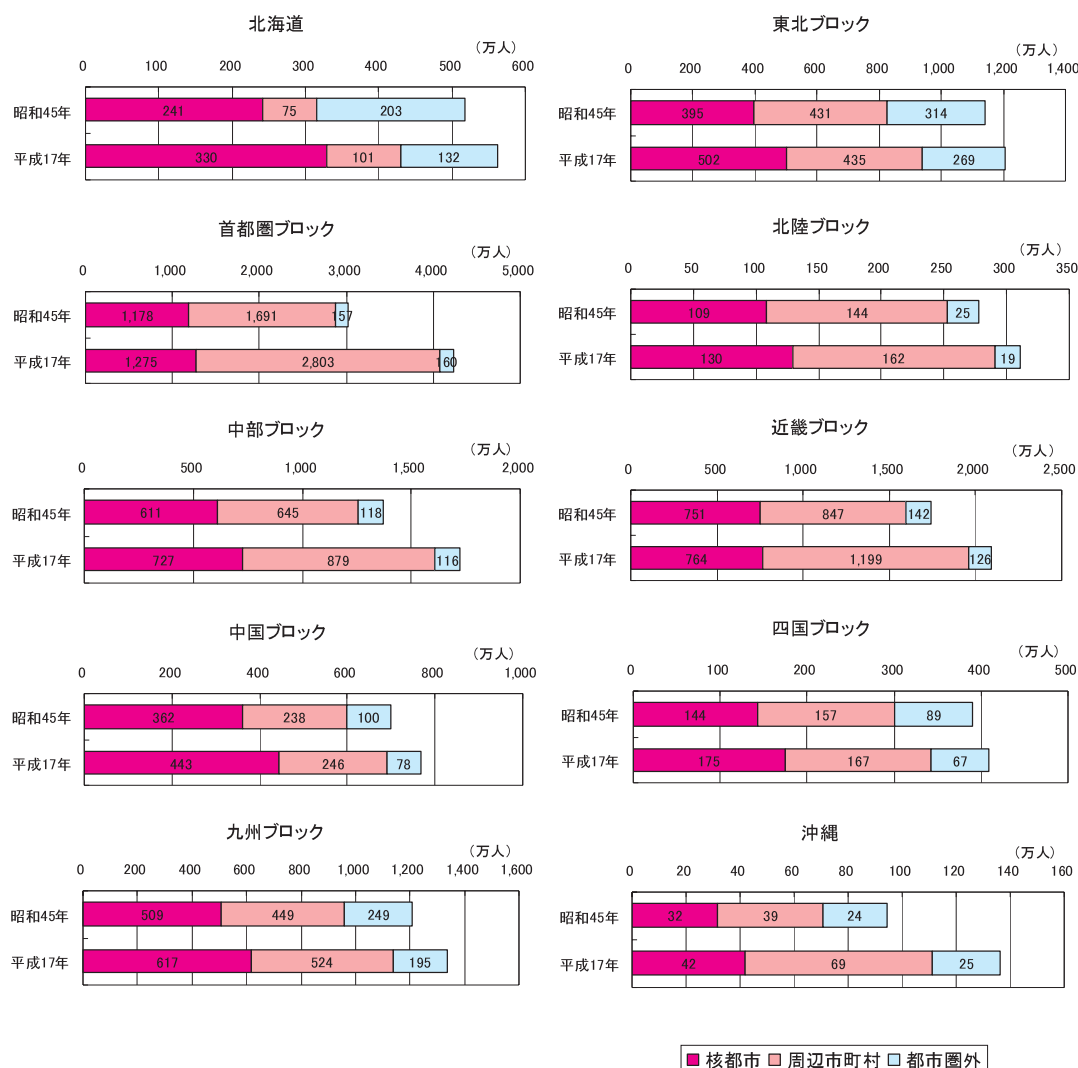 北海道
(万人)
0 100 200 300 400 500 600
昭和45年 241 75 203
平成17年 330 101 132
東北ブロック
(万人)
0 200 400 600 800 1,000 1,200 1,400
昭和45年 395 431 314
平成17年 502 435 269
首都圏ブロック
(万人)
0 1,000 2,000 3,000 4,000 5,000
昭和45年 1,178 1,691 157
平成17年 1,275 2,803 160
北陸ブロック
(万人)
0 50 100 150 200 250 300 350
昭和45年 109 144 25
平成17年 130 162 19
中部ブロック
(万人)
0 500 1,000 1,500 2,000
昭和45年 611 645 118
平成17年 727 879 116
近畿ブロック
(万人)
0 500 1,000 1,500 2,000 2,500
昭和45年 751 847 142
平成17年 764 1,199 126
中国ブロック
(万人)
0 200 400 600 800 1,000
昭和45年 362 238 100
平成17年 443 246 78
四国ブロック
(万人)
0 100 200 300 400 500
昭和45年 144 157 89
平成17年 175 167 67
九州ブロック
(万人)
0 200 400 600 800 1,000 1,200 1,400 1,600
昭和45年 509 449 249
平成17年 617 524 195
沖縄
(万人)
0 20 40 60 80 100 120 140 160
昭和45年 32 39 24
平成17年 42 69 25
核都市 周辺市町村 都市圏外